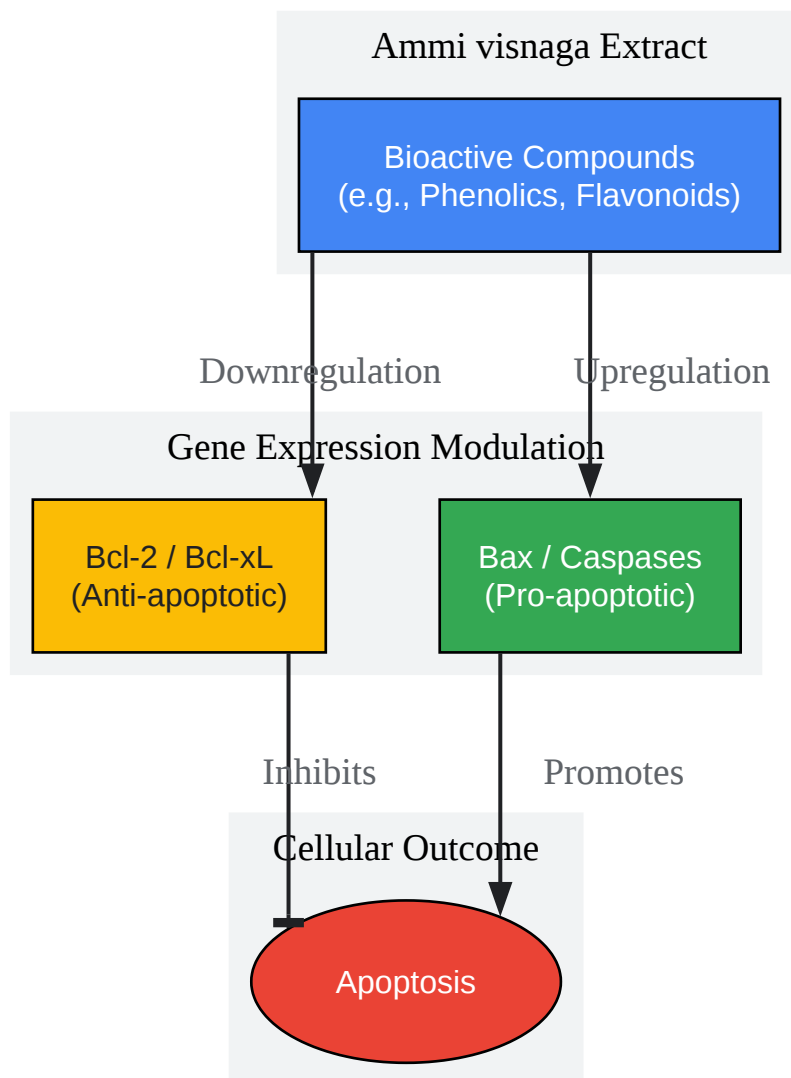 Ammi visnaga Extract
Bioactive Compounds
(e.g., Phenolics, Flavonoids)
Downregulation
Upregulation
Gene Expression Modulation
Bcl-2 / Bcl-xL
(Anti-apoptotic)
Bax / Caspases
(Pro-apoptotic)
Inhibits
Promotes
Cellular Outcome
Apoptosis